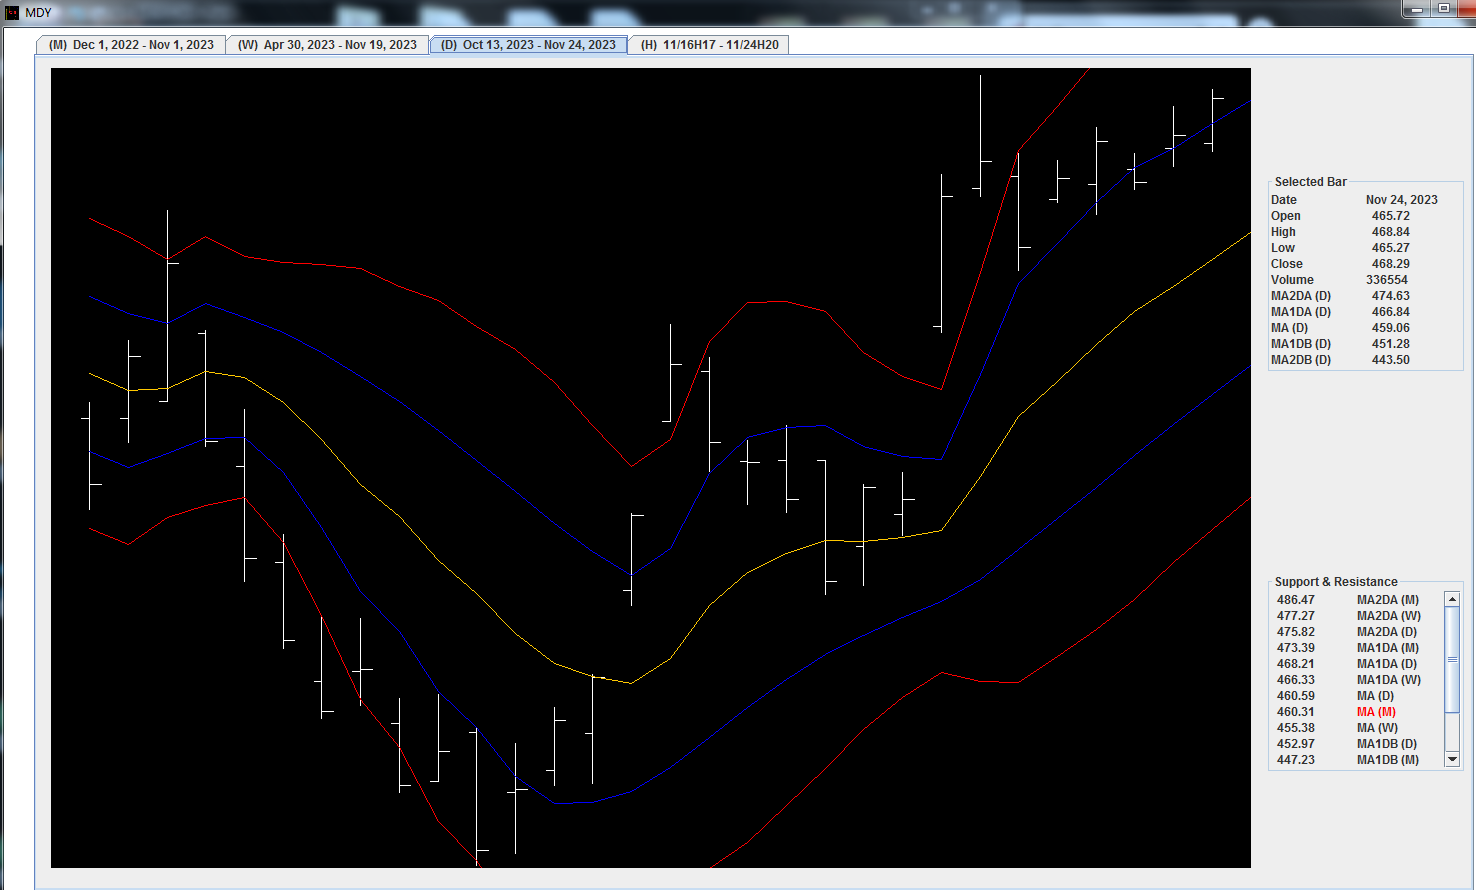 MDY
(M) Dec 1, 2022 - Nov 1, 2023 (W) Apr 30, 2023 - Nov 19, 2023 (D) Oct 13, 2023 - Nov 24, 2023 (H) 11/16H17 - 11/24H20
Selected Bar
Date Nov 24, 2023
Open 465.72
High 468.84
Low 465.27
Close 468.29
Volume 336554
MA2DA (D) 474.63
MA1DA (D) 466.84
MA (D) 459.06
MA1DB (D) 451.28
MA2DB (D) 443.50
Support & Resistance
486.47 MA2DA (M)
477.27 MA2DA (W)
475.82 MA2DA (D)
473.39 MA1DA (M)
468.21 MA1DA (D)
466.33 MA1DA (W)
460.59 MA (D)
460.31 MA (M)
455.38 MA (W)
452.97 MA1DB (D)
447.23 MA1DB (M)